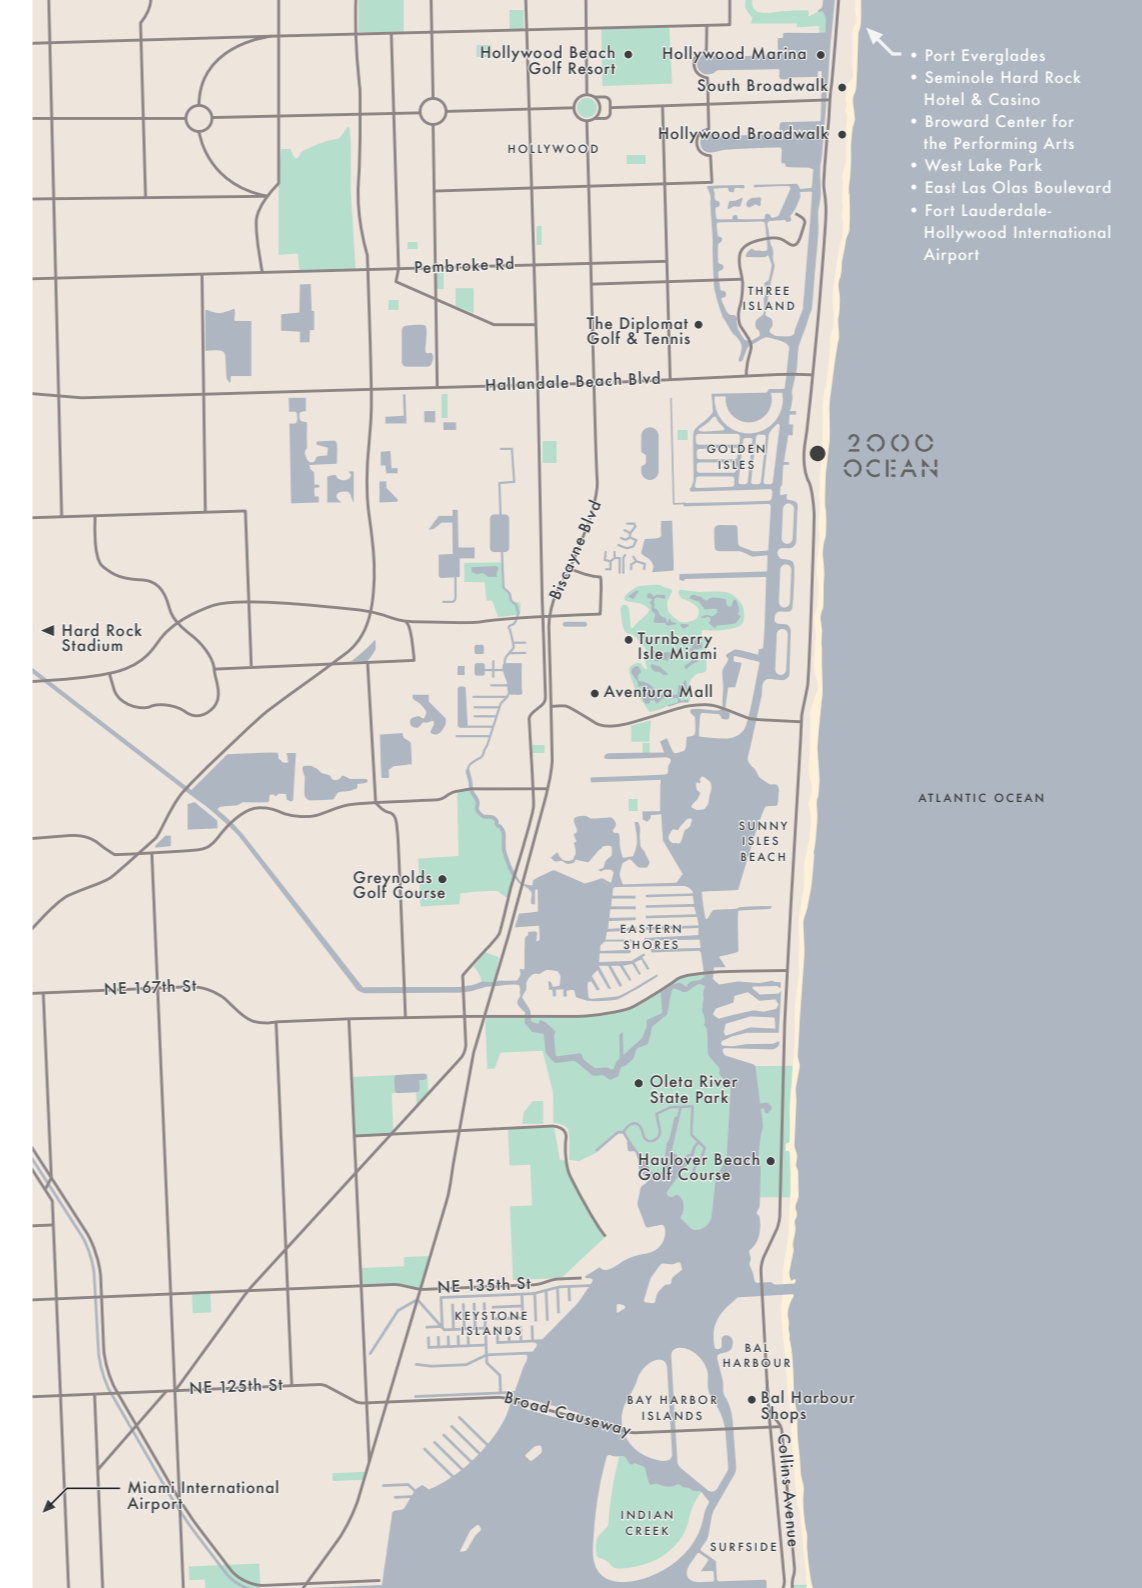 Hollywood Beach
Golf Resort
Hollywood Marina
South Broadwalk
Hollywood Broadwalk
HOLLYWOOD
• Port Everglades
• Seminole Hard Rock
Hotel & Casino
• Broward Center for
the Performing Arts
• West Lake Park
• East Las Olas Boulevard
• Fort Lauderdale-
Hollywood International
Airport
Pembroke Rd
THREE
ISLAND
The Diplomat
Golf & Tennis
Hallandale Beach Blvd
GOLDEN
ISLES
2000
OCEAN
Biscayne Blvd
Hard Rock
Stadium
Turnberry
Isle Miami
Aventura Mall
ATLANTIC OCEAN
SUNNY
ISLES
BEACH
Greynolds
Golf Course
EASTERN
SHORES
NE 167th St
Oleta River
State Park
Haulover Beach
Golf Course
NE 135th St
KEYSTONE
ISLANDS
BAL
HARBOUR
NE 125th St
Broad Causeway
BAY HARBOR
ISLANDS
Bal Harbour
Shops
Collins Avenue
Miami International
Airport
INDIAN
CREEK
SURFSIDE